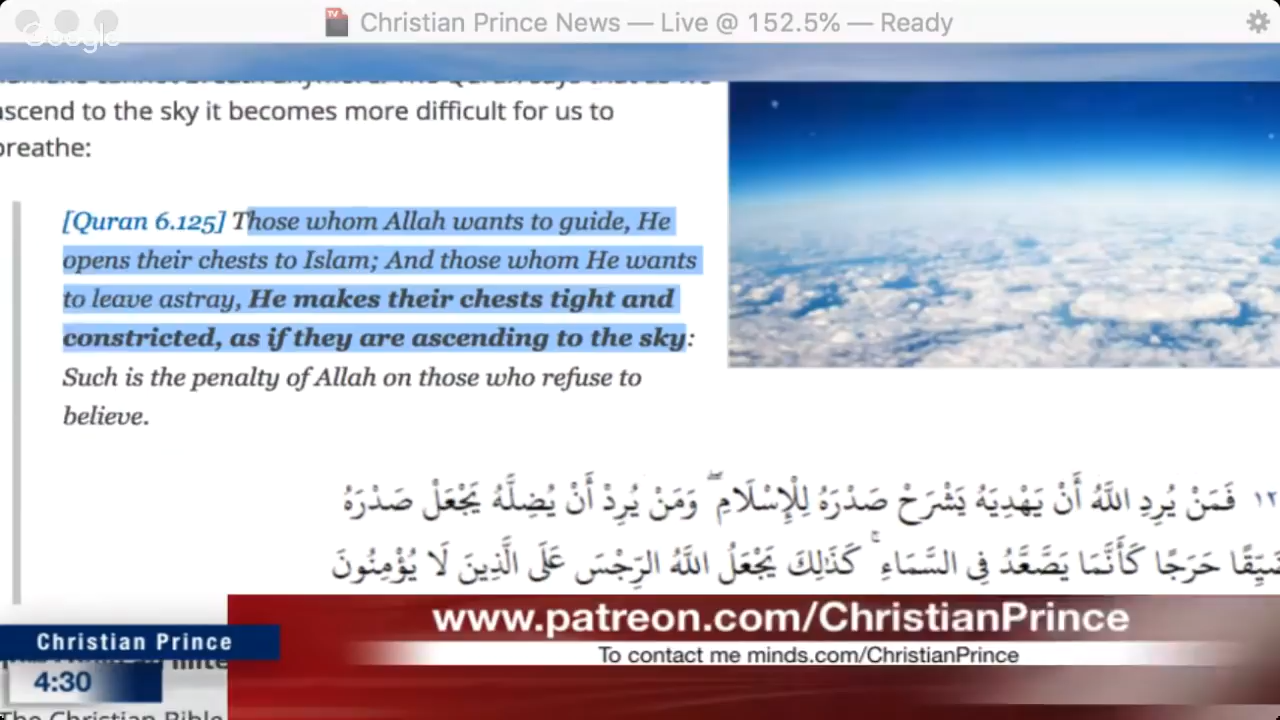 Christian Prince News — Live @ 152.5% — Ready
Google
ascend to the sky it becomes more difficult for us to
breathe:
[Quran 6.125] Those whom Allah wants to guide, He
opens their chests to Islam; And those whom He wants
to leave astray, He makes their chests tight and
constricted, as if they are ascending to the sky:
Such is the penalty of Allah on those who refuse to
believe.
فَمَنْ يُرِدِ اللَّهُ أَنْ يَهْدِيَهُ يَشْرَحْ صَدْرَهُ لِلْإِسْلَامِ ۖ وَمَنْ يُرِدْ أَنْ يُضِلَّهُ يَجْعَلْ صَدْرَهُ
ضَيِّقًا حَرَجًا كَأَنَّمَا يَصَّعَّدُ فِي السَّمَاءِ ۚ كَذَٰلِكَ يَجْعَلُ اللَّهُ الرِّجْسَ عَلَى الَّذِينَ لَا يُؤْمِنُونَ
www.patreon.com/ChristianPrince
Christian Prince
To contact me minds.com/ChristianPrince
4:30
The Christian Bible